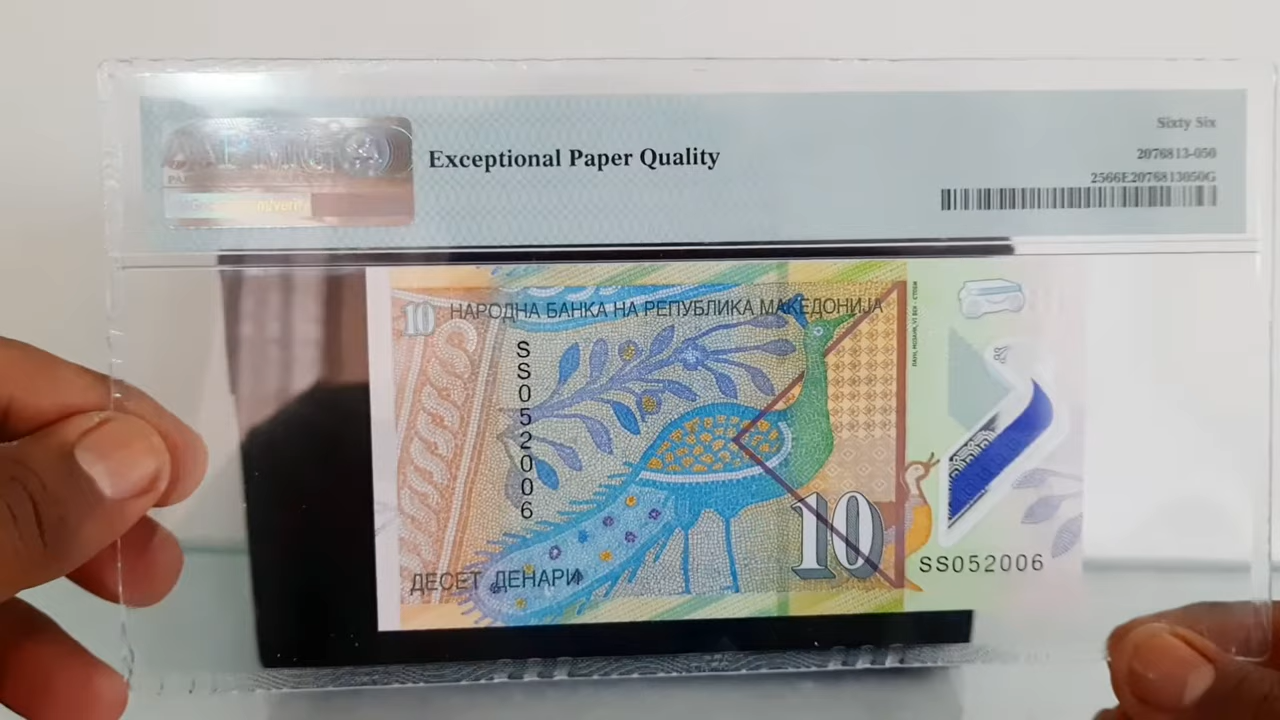 PMG
Exceptional Paper Quality
Sixty Six
2076813-050
2566E2076813050G
10 НАРОДНА БАНКА НА РЕПУБЛИКА МАКЕДОНИЈА
SS052006
10
ДЕСЕТ ДЕНАРИ
SS052006